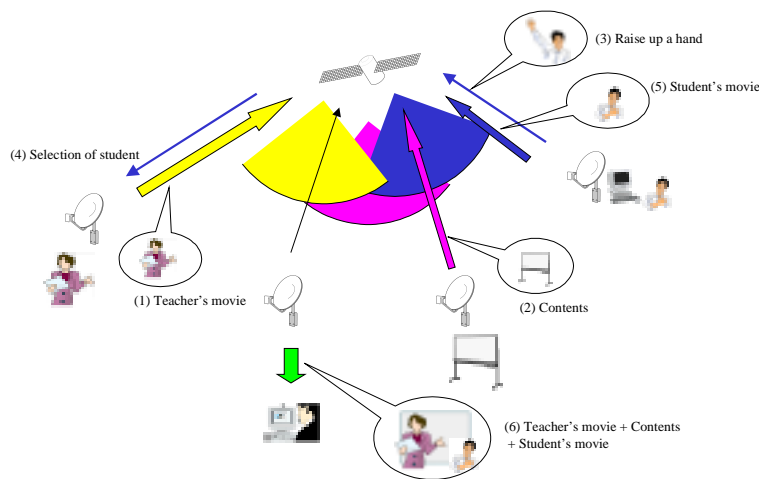 (3) Raise up a hand
(5) Student's movie
(4) Selection of student
(1) Teacher's movie
(2) Contents
(6) Teacher's movie + Contents
+ Student's movie